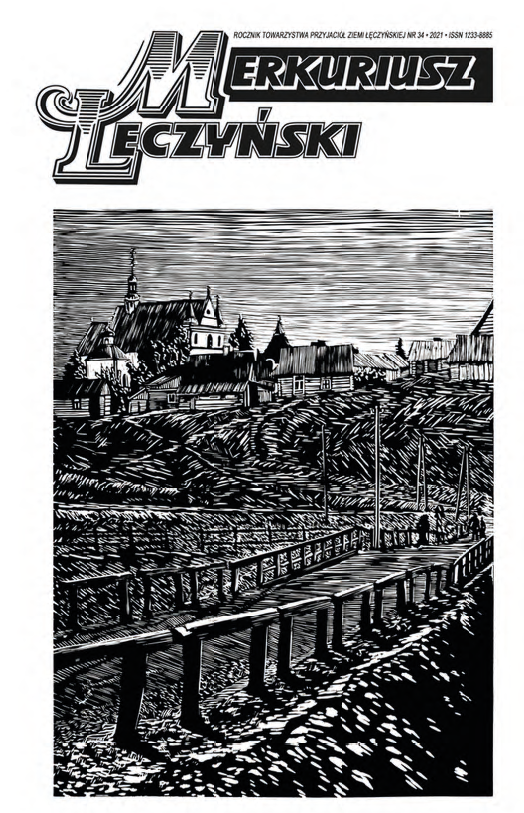 ROCZNIK TOWARZYSTWA PRZYJACIÓŁ ZIEMI ŁĘCZYŃSKIEJ NR 34 • 2021 • ISSN 1233-8885
MERKURIUSZ
ŁĘCZYŃSKI